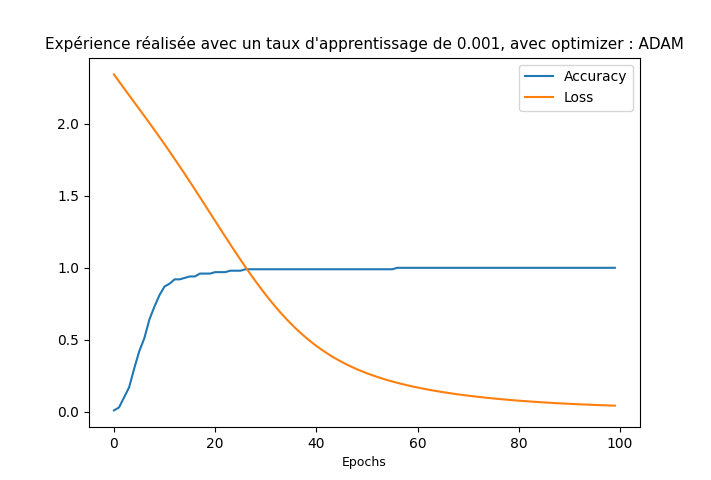 Expérience réalisée avec un taux d'apprentissage de 0.001, avec optimizer : ADAM
Accuracy
Loss
2.0
1.5
1.0
0.5
0.0
0 20 40 60 80 100
Epochs